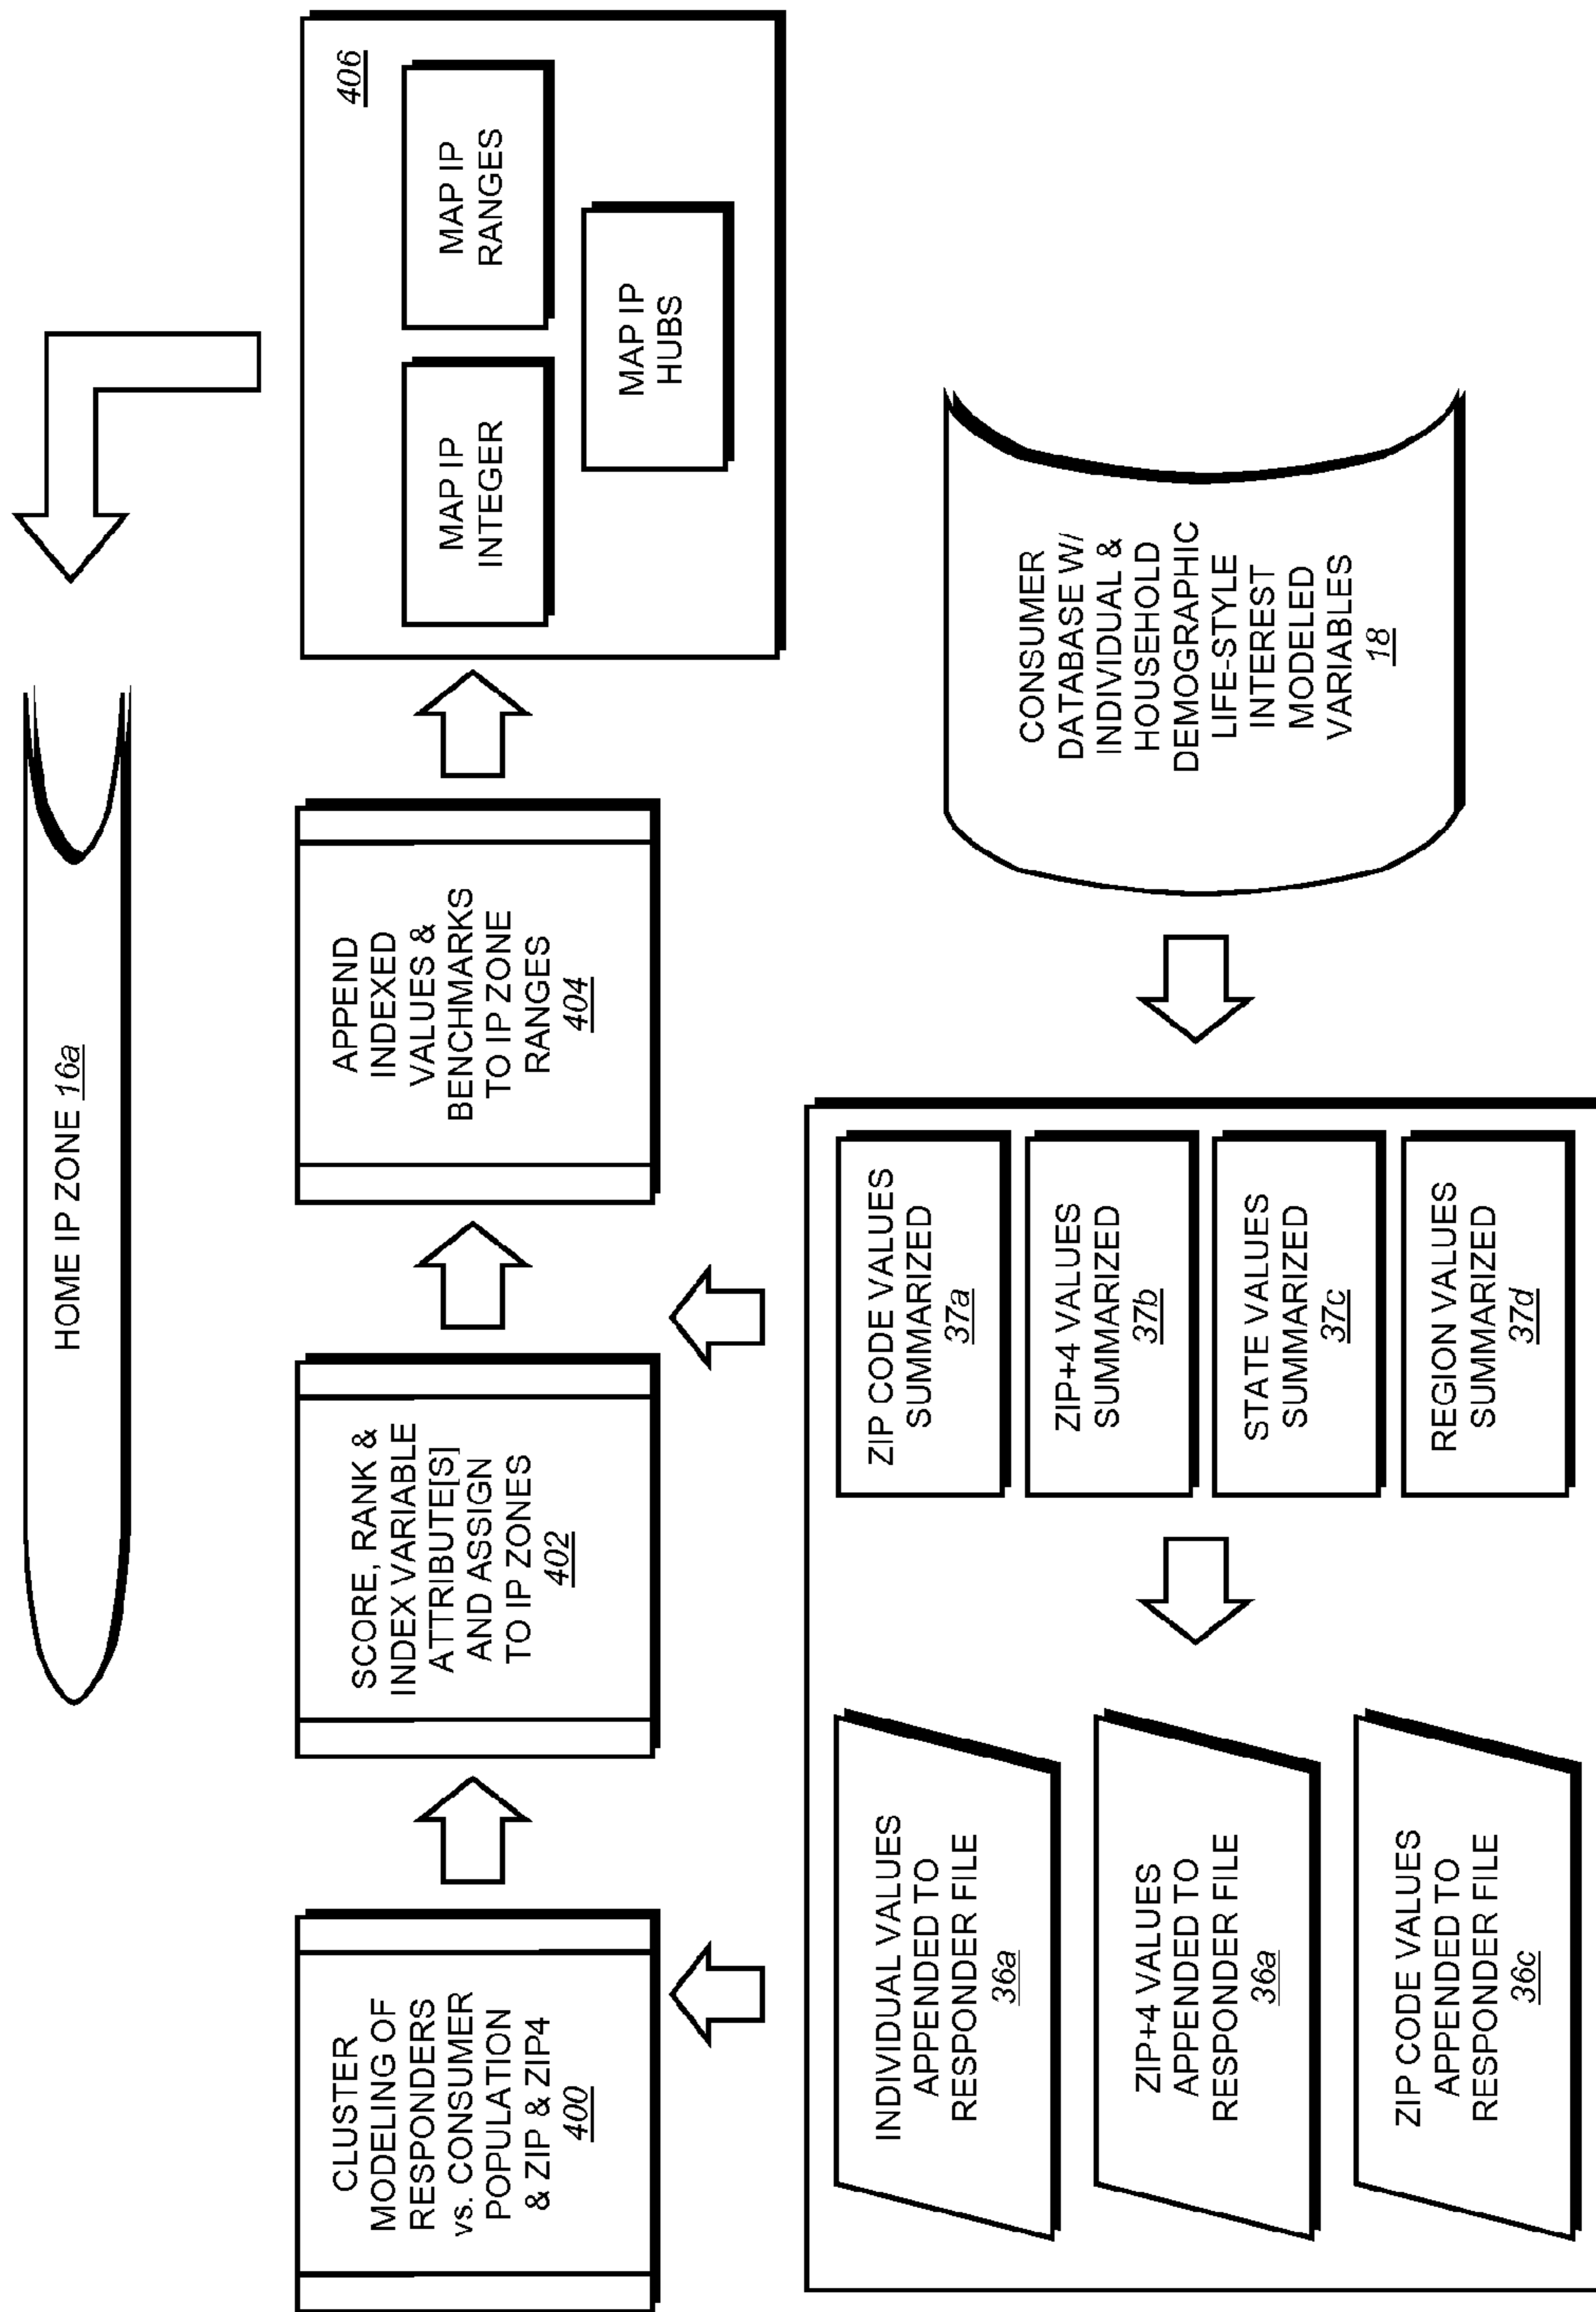 HOME IP ZONE 16a
CLUSTER
MODELING OF
RESPONDERS
vs. CONSUMER
POPULATION
& ZIP & ZIP4
400
SCORE, RANK &
INDEX VARIABLE
ATTRIBUTE[S]
AND ASSIGN
TO IP ZONES
402
APPEND
INDEXED
VALUES &
BENCHMARKS
TO IP ZONE
RANGES
404
406
MAP IP
INTEGER
MAP IP
RANGES
MAP IP
HUBS
INDIVIDUAL VALUES
APPENDED TO
RESPONDER FILE
36a
ZIP+4 VALUES
APPENDED TO
RESPONDER FILE
36a
ZIP CODE VALUES
APPENDED TO
RESPONDER FILE
36c
ZIP CODE VALUES
SUMMARIZED
37a
ZIP+4 VALUES
SUMMARIZED
37b
STATE VALUES
SUMMARIZED
37c
REGION VALUES
SUMMARIZED
37d
CONSUMER
DATABASE W/
INDIVIDUAL &
HOUSEHOLD
DEMOGRAPHIC
LIFE-STYLE
INTEREST
MODELED
VARIABLES
18